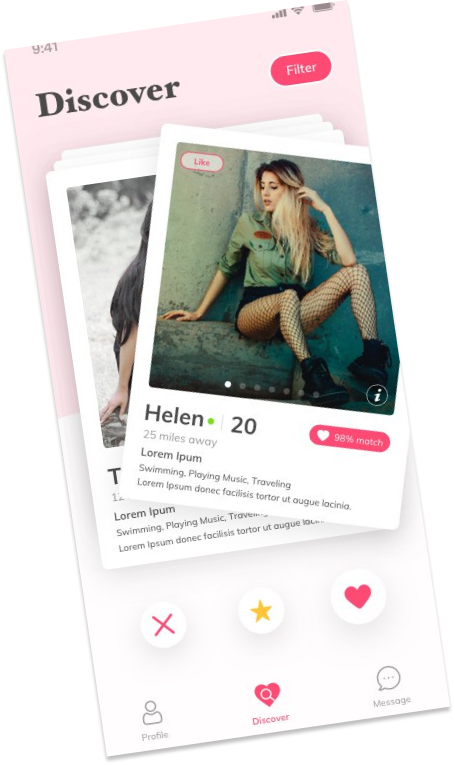 9:41
Discover
Filter
Like
Helen 20
25 miles away
98% match
Lorem Ipum
Swimming, Playing Music, Traveling
Lorem Ipsum donec facilisis tortor ut augue lacinia.
T
Lorem Ipum
Swimming, Playing Music, Traveling
Lorem Ipsum donec facilisis tortor ut augue lacinia.
Profile
Discover
Message